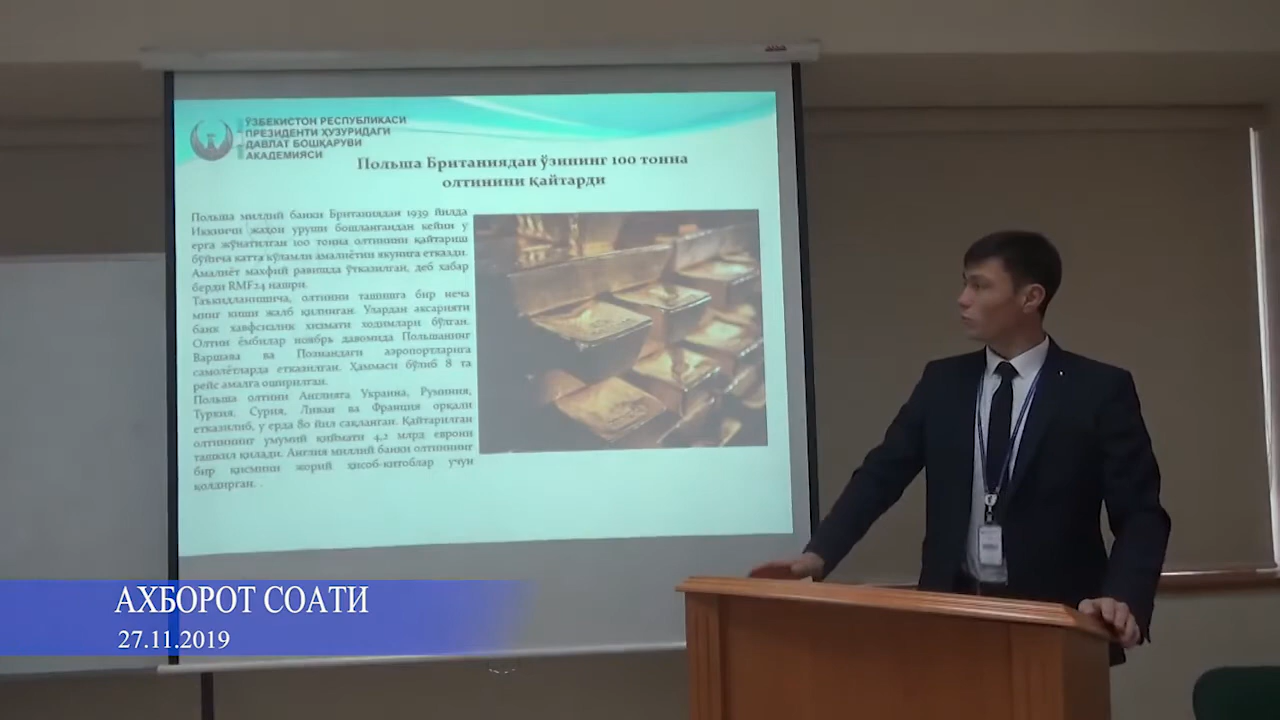 ЎЗБЕКИСТОН РЕСПУБЛИКАСИ
ПРЕЗИДЕНТИ ҲУЗУРИДАГИ
ДАВЛАТ БОШҚАРУВИ
АКАДЕМИЯСИ
Польша Британиядан ўзининг 100 тонна
олтинини қайтарди
Польша миллий банки Британиядан 1939 йилда
Иккинчи жаҳон уруши бошлангандан кейин у
ерга жўнатилган 100 тонна олтинини қайтариш
бўйича катта кўламли амалиётни якунига етказди.
Амалиёт махфий равишда ўтказилган, деб хабар
берди RMF24 нашри.
Таъкидланишича, олтинни ташишга бир неча
минг киши жалб қилинган. Улардан аксарияти
банк хавфсизлик хизмати ходимлари бўлган.
Олтин ёмбилар ноябрь давомида Польшанинг
Варшава ва Познандаги аэропортларига
самолётларда етказилган. Ҳаммаси бўлиб 8 та
рейс амалга оширилган.
Польша олтини Англияга Украина, Руминия,
Туркия, Сурия, Ливан ва Франция орқали
етказилиб, у ерда 80 йил сақланган. Қайтарилган
олтиннинг умумий қиймати 4,2 млрд еврони
ташкил қилади. Англия миллий банки олтиннинг
бир қисмини жорий ҳисоб-китоблар учун
қолдирган. .
АХБОРОТ СОАТИ
27.11.2019